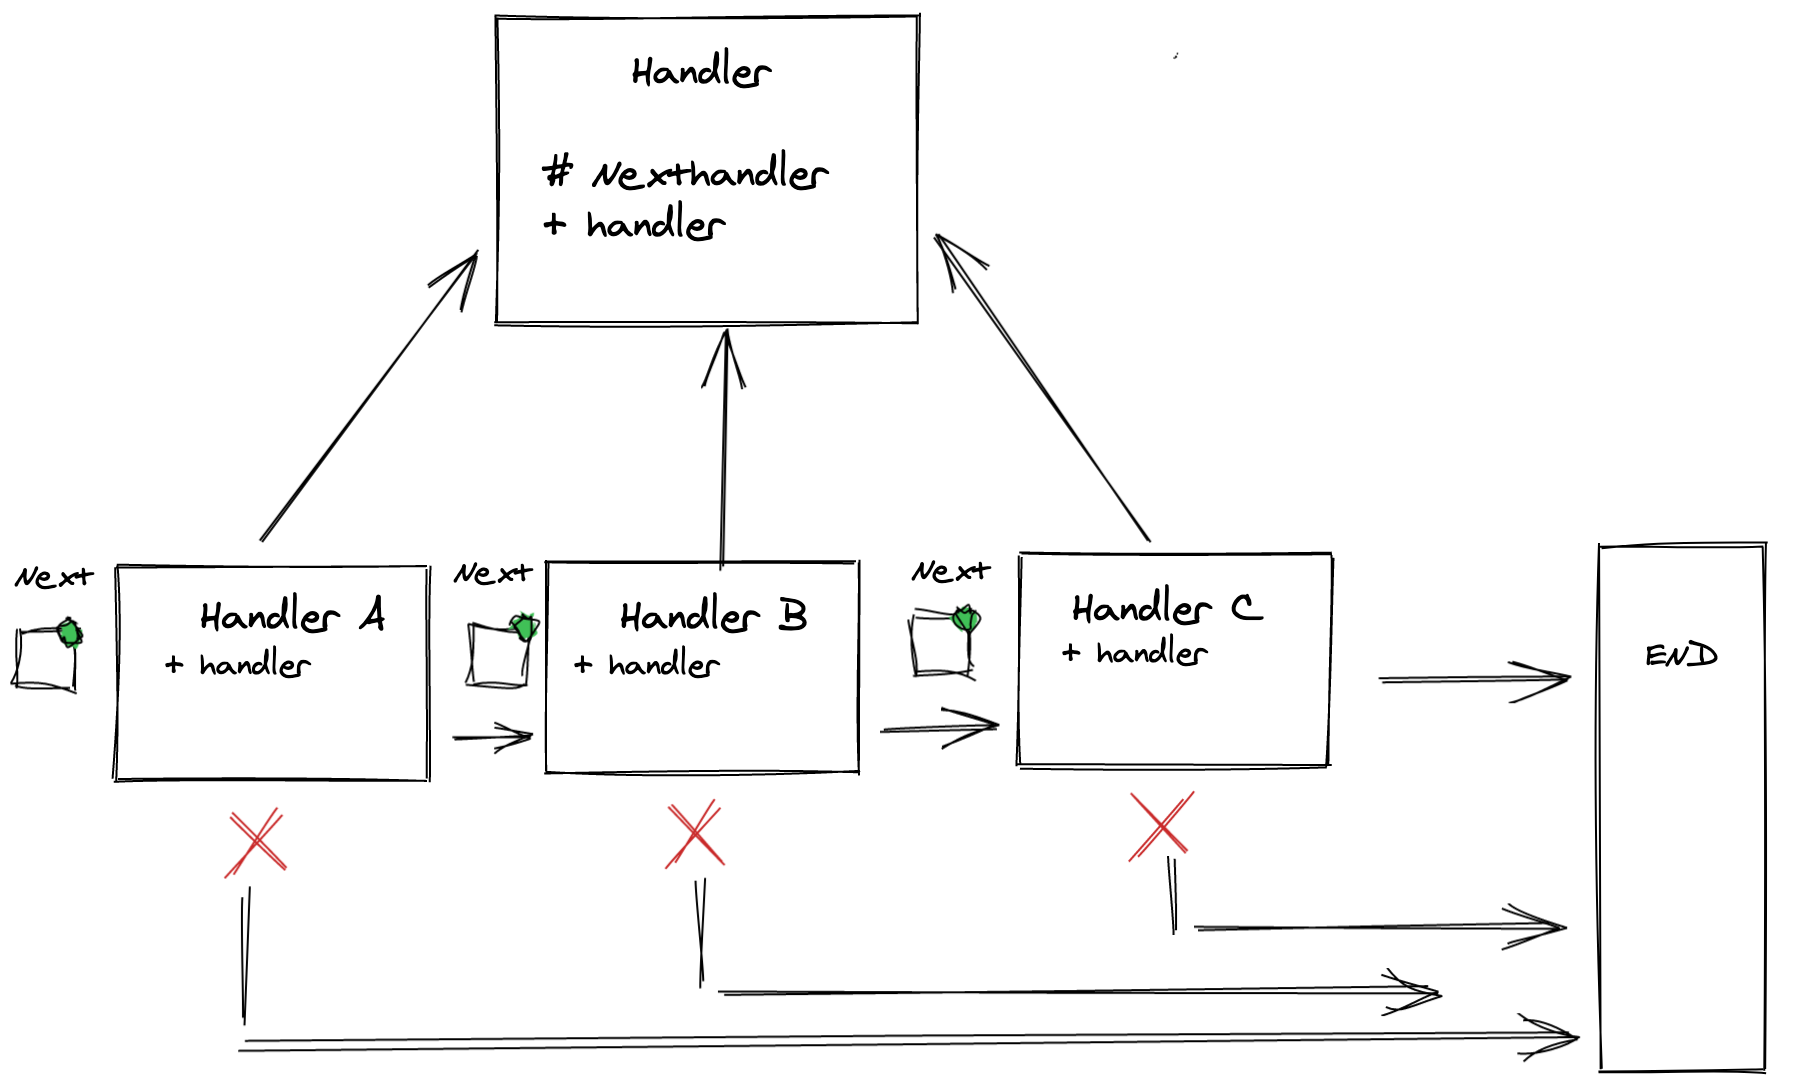 Handler
# Nexthandler
+ handler
Next
Handler A
+ handler
Next
Handler B
+ handler
Next
Handler C
+ handler
END